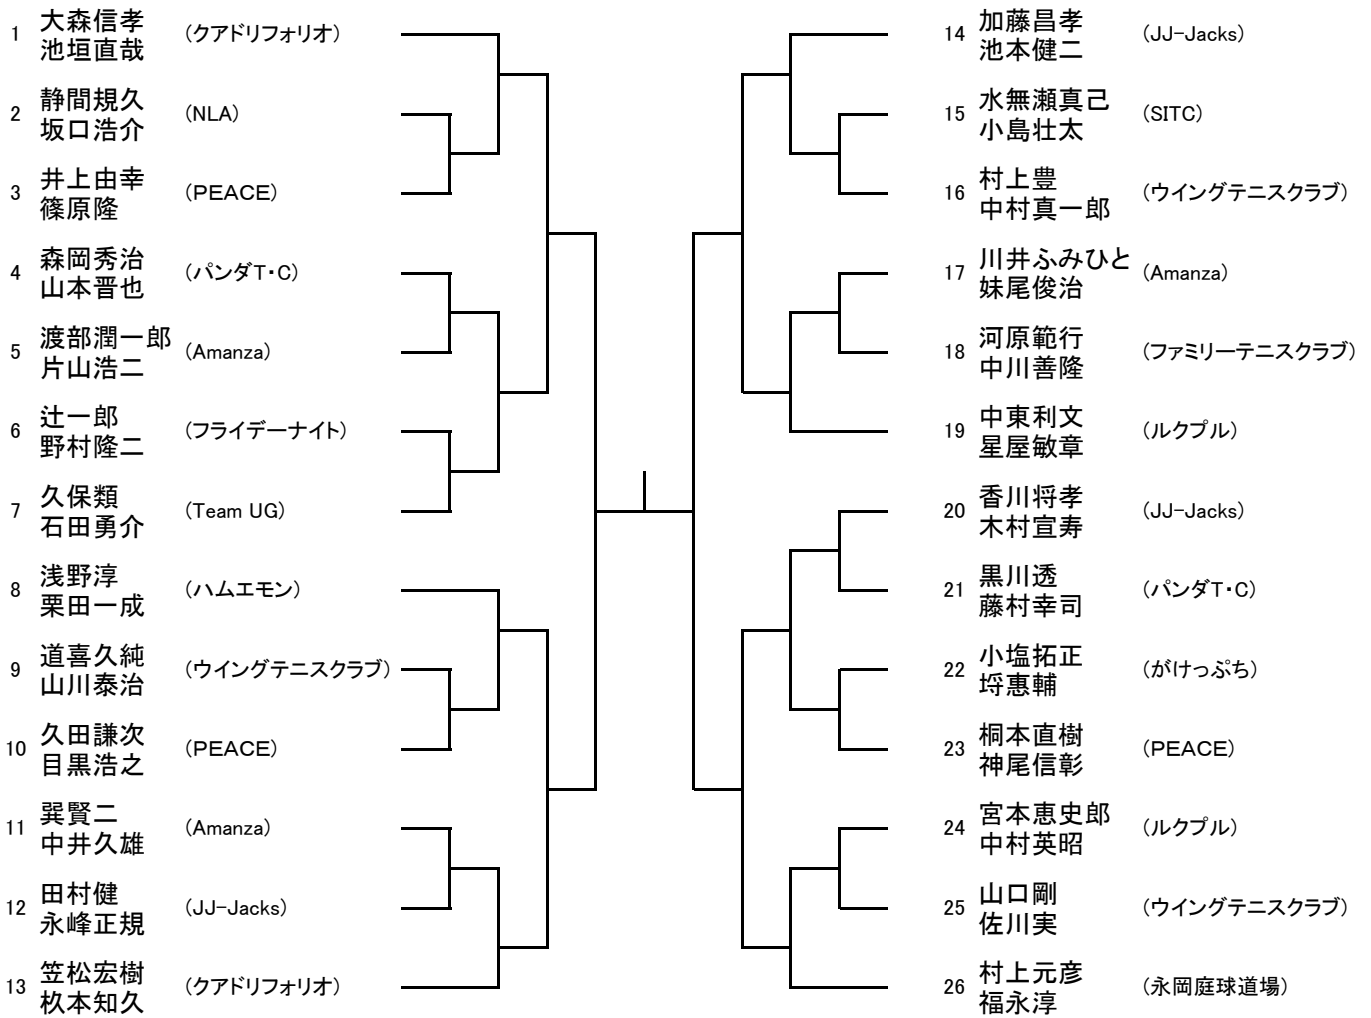 1 大森信孝 (クアドリフォリオ)
池垣直哉
2 静間規久 (NLA)
坂口浩介
3 井上由幸 (PEACE)
篠原隆
4 森岡秀治 (パンダT・C)
山本晋也
5 渡部潤一郎 (Amanza)
片山浩二
6 辻一郎 (フライデーナイト)
野村隆二
7 久保類 (Team UG)
石田勇介
8 浅野淳 (ハムエモン)
栗田一成
9 道喜久純 (ウイングテニスクラブ)
山川泰治
10 久田謙次 (PEACE)
目黒浩之
11 巽賢二 (Amanza)
中井久雄
12 田村健 (JJ-Jacks)
永峰正規
13 笠松宏樹 (クアドリフォリオ)
杦本知久
14 加藤昌孝 (JJ-Jacks)
池本健二
15 水無瀬真己 (SITC)
小島壮太
16 村上豊 (ウイングテニスクラブ)
中村真一郎
17 川井ふみひと (Amanza)
妹尾俊治
18 河原範行 (ファミリーテニスクラブ)
中川善隆
19 中東利文 (ルクプル)
星屋敏章
20 香川将孝 (JJ-Jacks)
木村宣寿
21 黒川透 (パンダT・C)
藤村幸司
22 小塩拓正 (がけっぷち)
埒惠輔
23 桐本直樹 (PEACE)
神尾信彰
24 宮本恵史郎 (ルクプル)
中村英昭
25 山口剛 (ウイングテニスクラブ)
佐川実
26 村上元彦 (永岡庭球道場)
福永淳